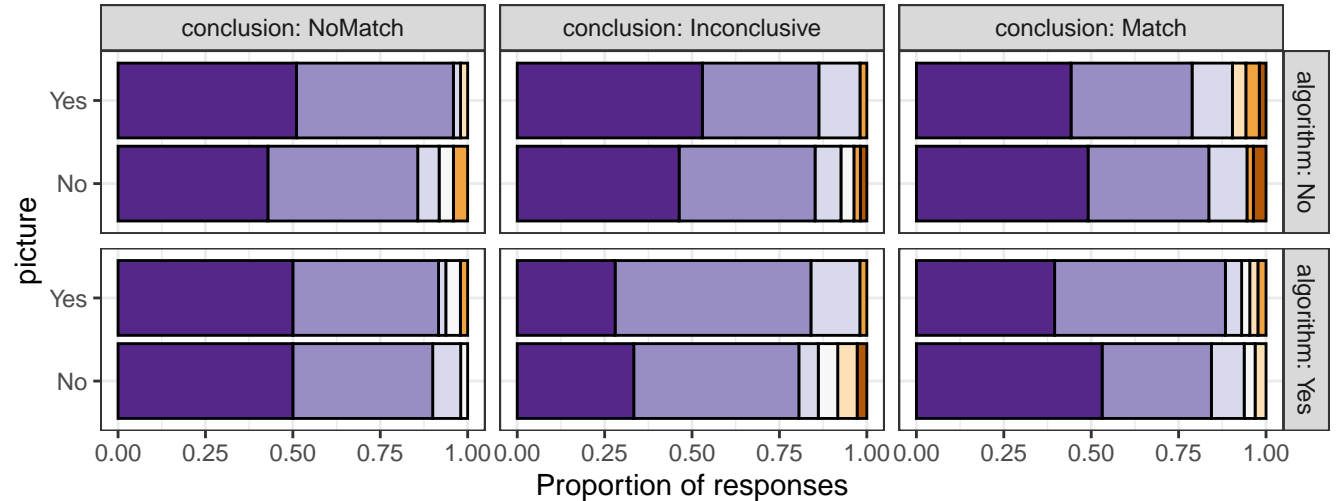 conclusion: NoMatch
conclusion: Inconclusive
conclusion: Match
picture
Yes
No
algorithm: No
Yes
No
algorithm: Yes
0.00 0.25 0.50 0.75 1.00
0.00 0.25 0.50 0.75 1.00
0.00 0.25 0.50 0.75 1.00
Proportion of responses